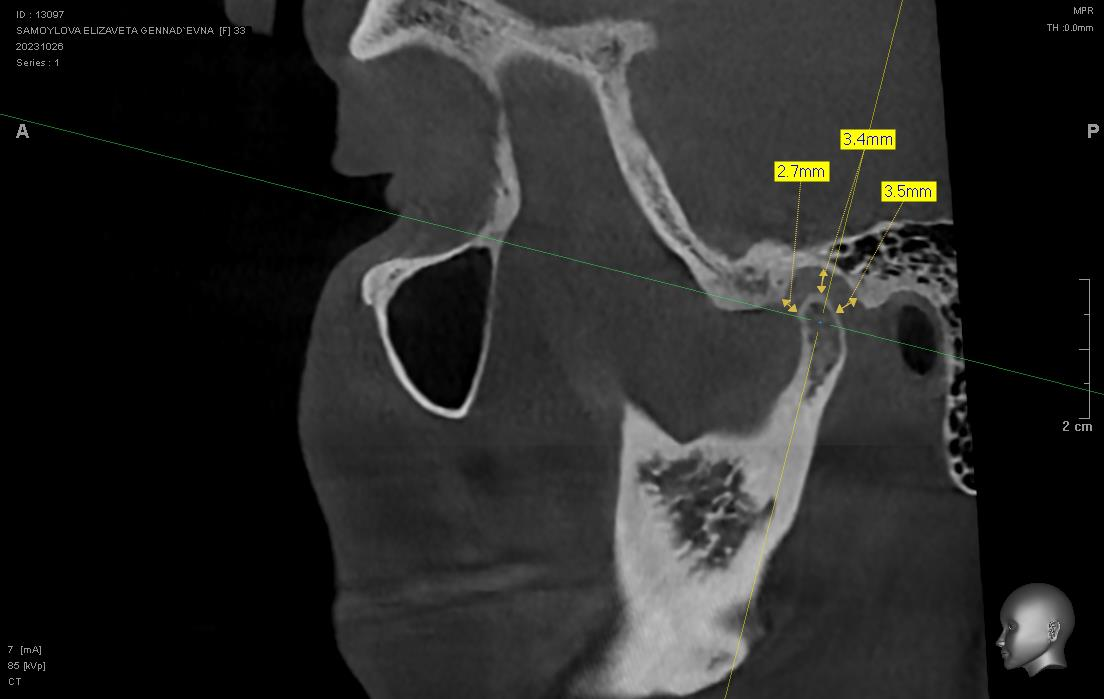 ID : 13097
SAMOYLOVA ELIZAVETA GENNAD`EVNA [F] 33
20231026
Series : 1
MPR
TH :0.0mm
A
P
3.4mm
2.7mm
3.5mm
2 cm
7 [mA]
85 [kVp]
CT